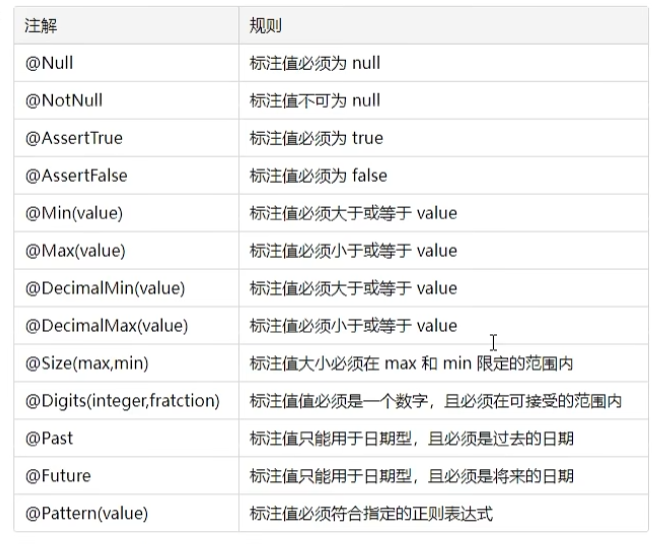 注解 规则
@Null 标注值必须为 null
@NotNull 标注值不可为 null
@AssertTrue 标注值必须为 true
@AssertFalse 标注值必须为 false
@Min(value) 标注值必须大于或等于 value
@Max(value) 标注值必须小于或等于 value
@DecimalMin(value) 标注值必须大于或等于 value
@DecimalMax(value) 标注值必须小于或等于 value
@Size(max,min) 标注值大小必须在 max 和 min 限定的范围内
@Digits(integer,fratction) 标注值值必须是一个数字，且必须在可接受的范围内
@Past 标注值只能用于日期型，且必须是过去的日期
@Future 标注值只能用于日期型，且必须是将来的日期
@Pattern(value) 标注值必须符合指定的正则表达式